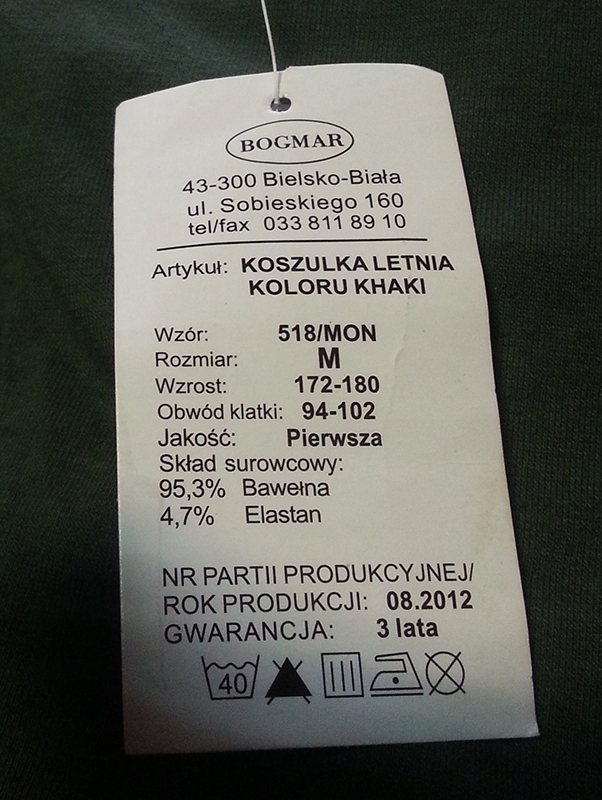 BOGMAR
43-300 Bielsko-Biała
ul. Sobieskiego 160
tel/fax 033 811 89 10
Artykuł: KOSZULKA LETNIA
KOLORU KHAKI
Wzór: 518/MON
Rozmiar: M
Wzrost: 172-180
Obwód klatki: 94-102
Jakość: Pierwsza
Skład surowcowy:
95,3% Bawełna
4,7% Elastan
NR PARTII PRODUKCYJNEJ/
ROK PRODUKCJI: 08.2012
GWARANCJA: 3 lata
40